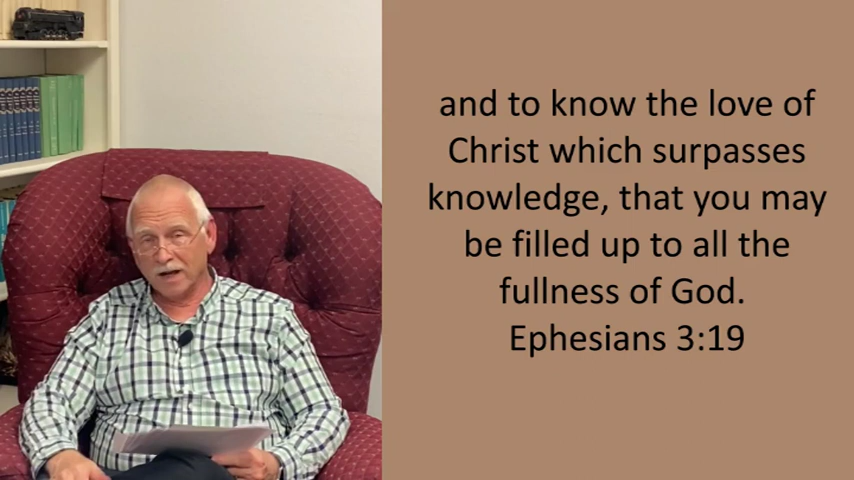 and to know the love of
Christ which surpasses
knowledge, that you may
be filled up to all the
fullness of God.
Ephesians 3:19